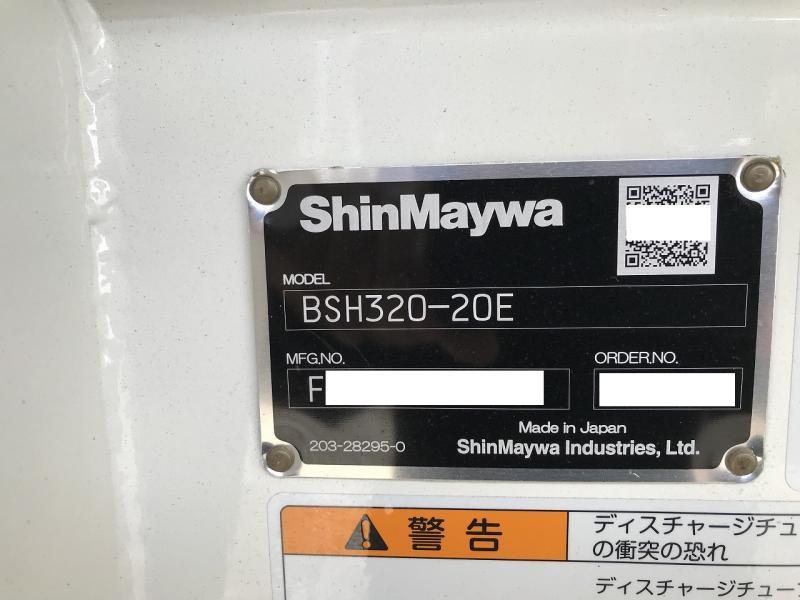 ShinMaywa
MODEL
BSH320-20E
MFG.NO.
ORDER.NO.
F
Made in Japan
203-28295-0
ShinMaywa Industries, Ltd.
警告
ディスチャージチュ
の衝突の恐れ
ディスチャージチューブ